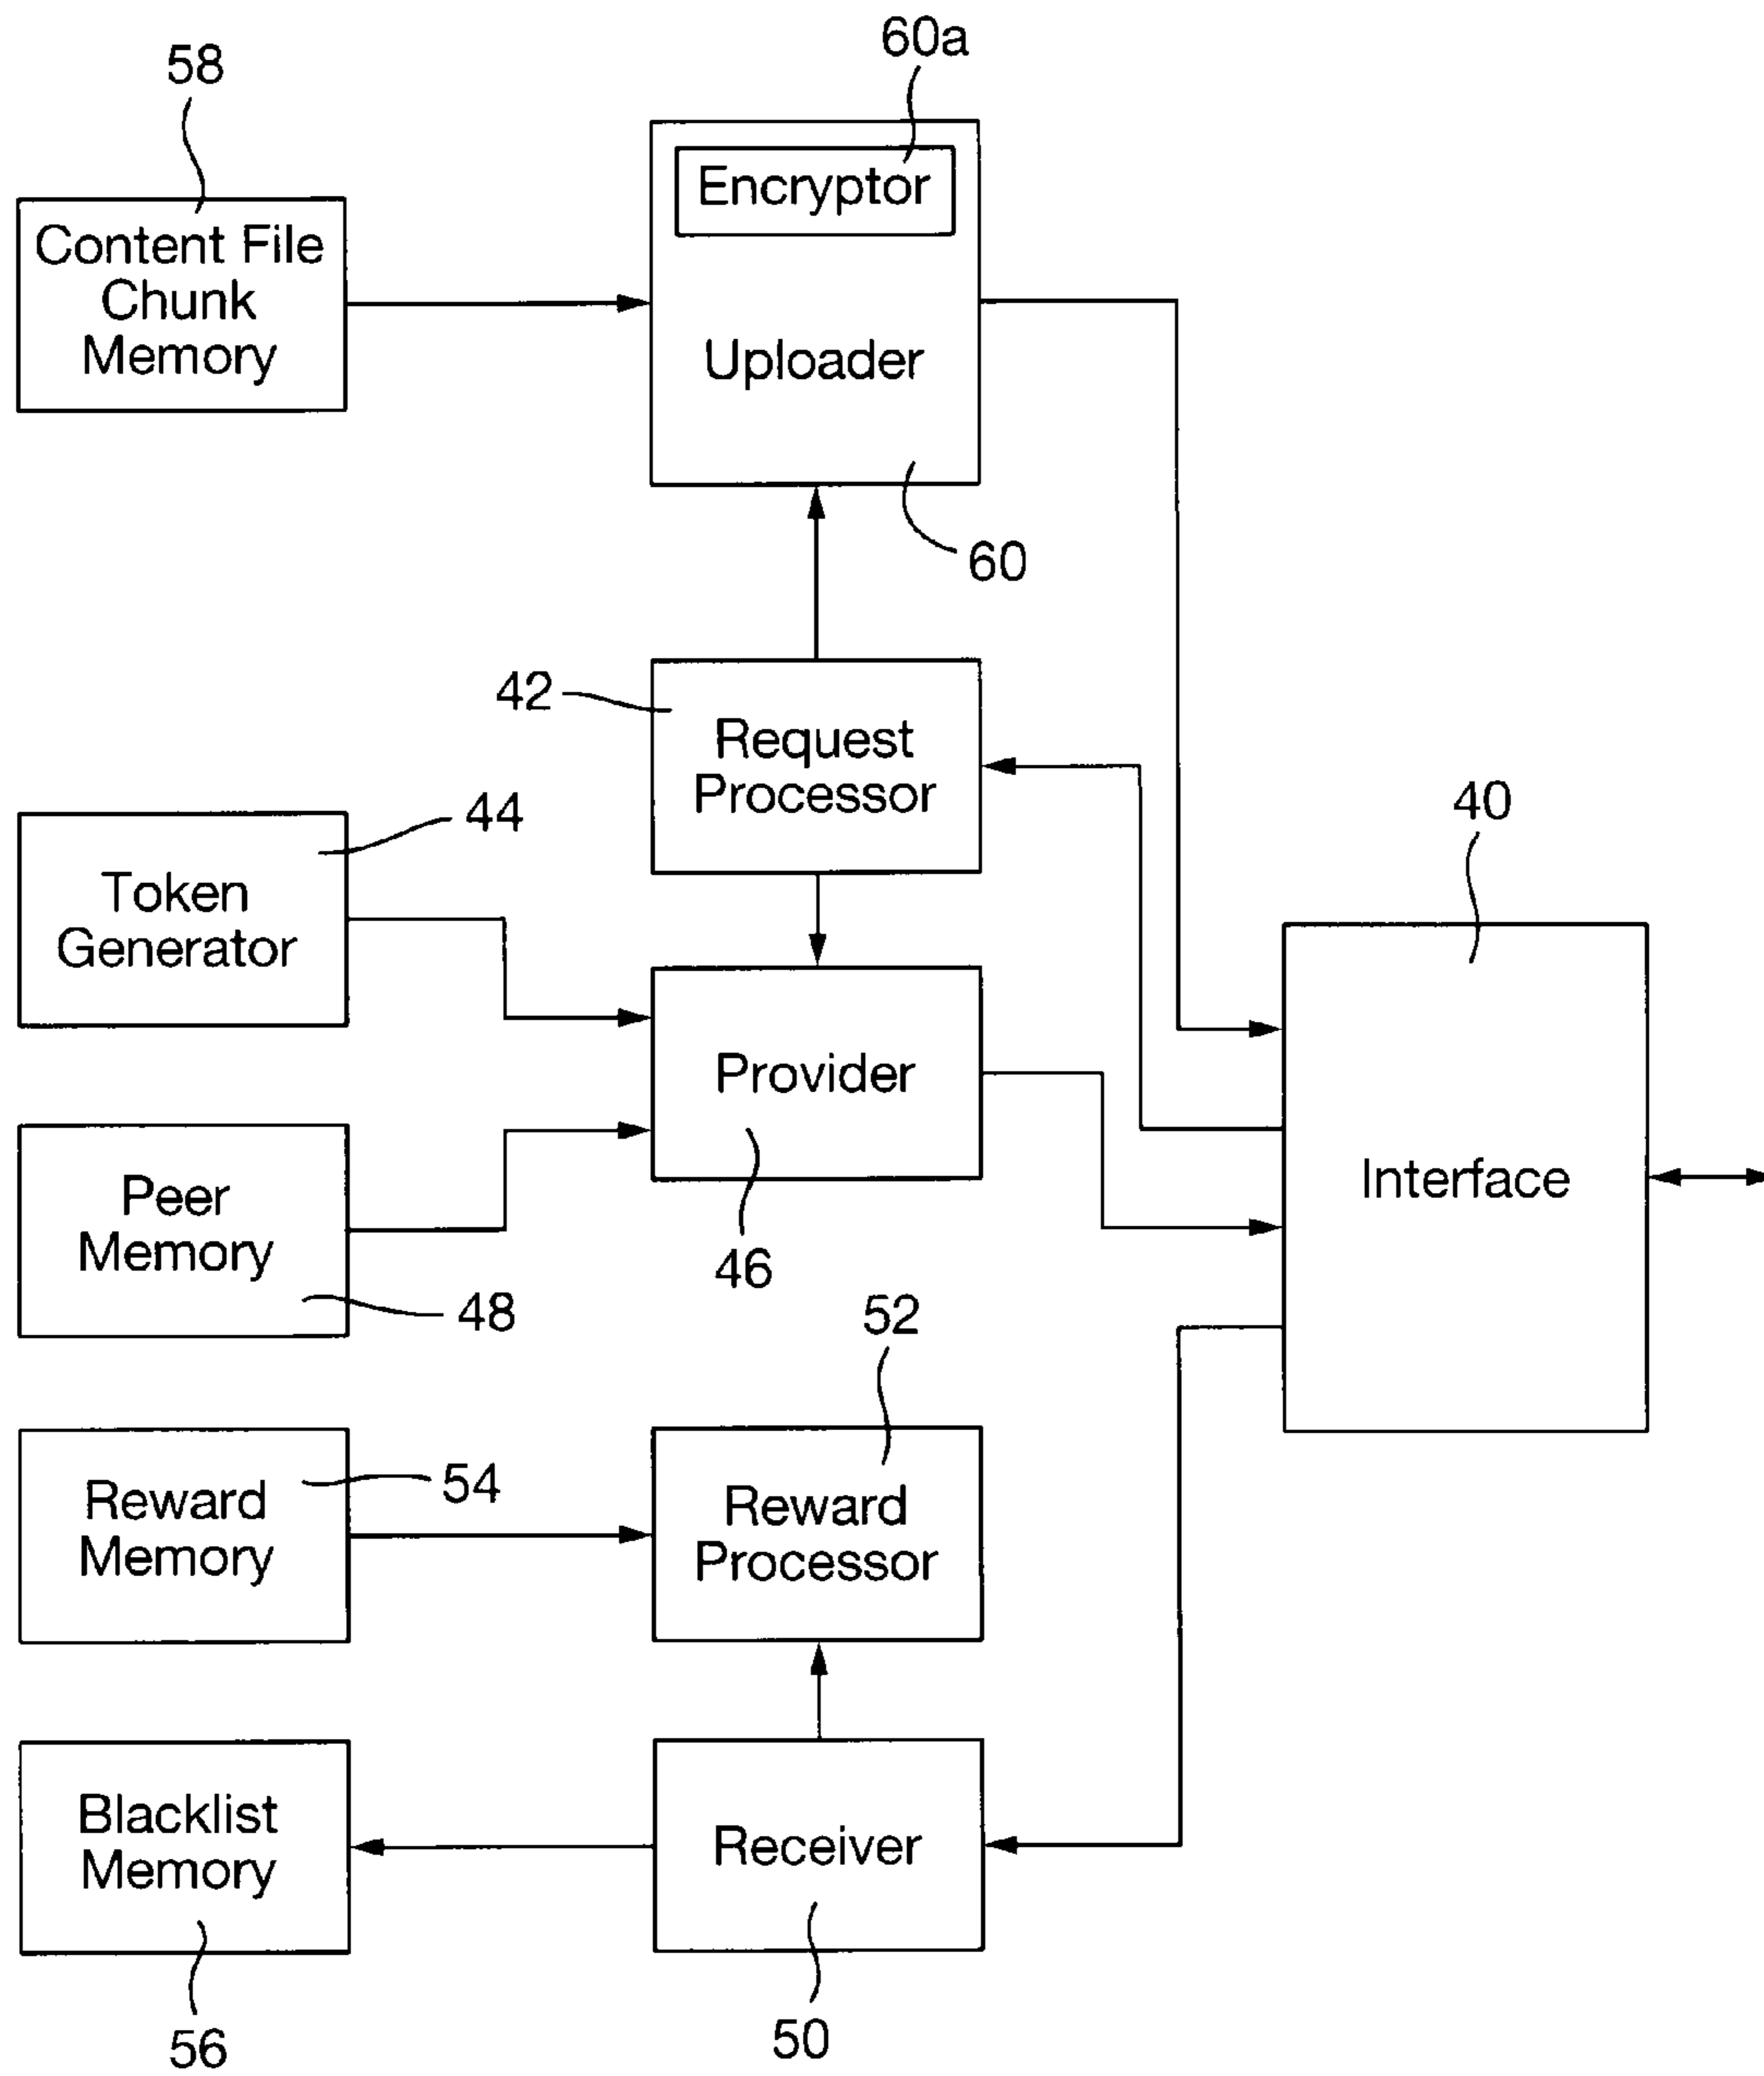 60a
58
Encryptor
Content File
Chunk
Memory
Uploader
60
42
Request
Processor
44
40
Token
Generator
Provider
Peer
Memory
Interface
46
48
52
54
Reward
Memory
Reward
Processor
Blacklist
Memory
Receiver
50
56